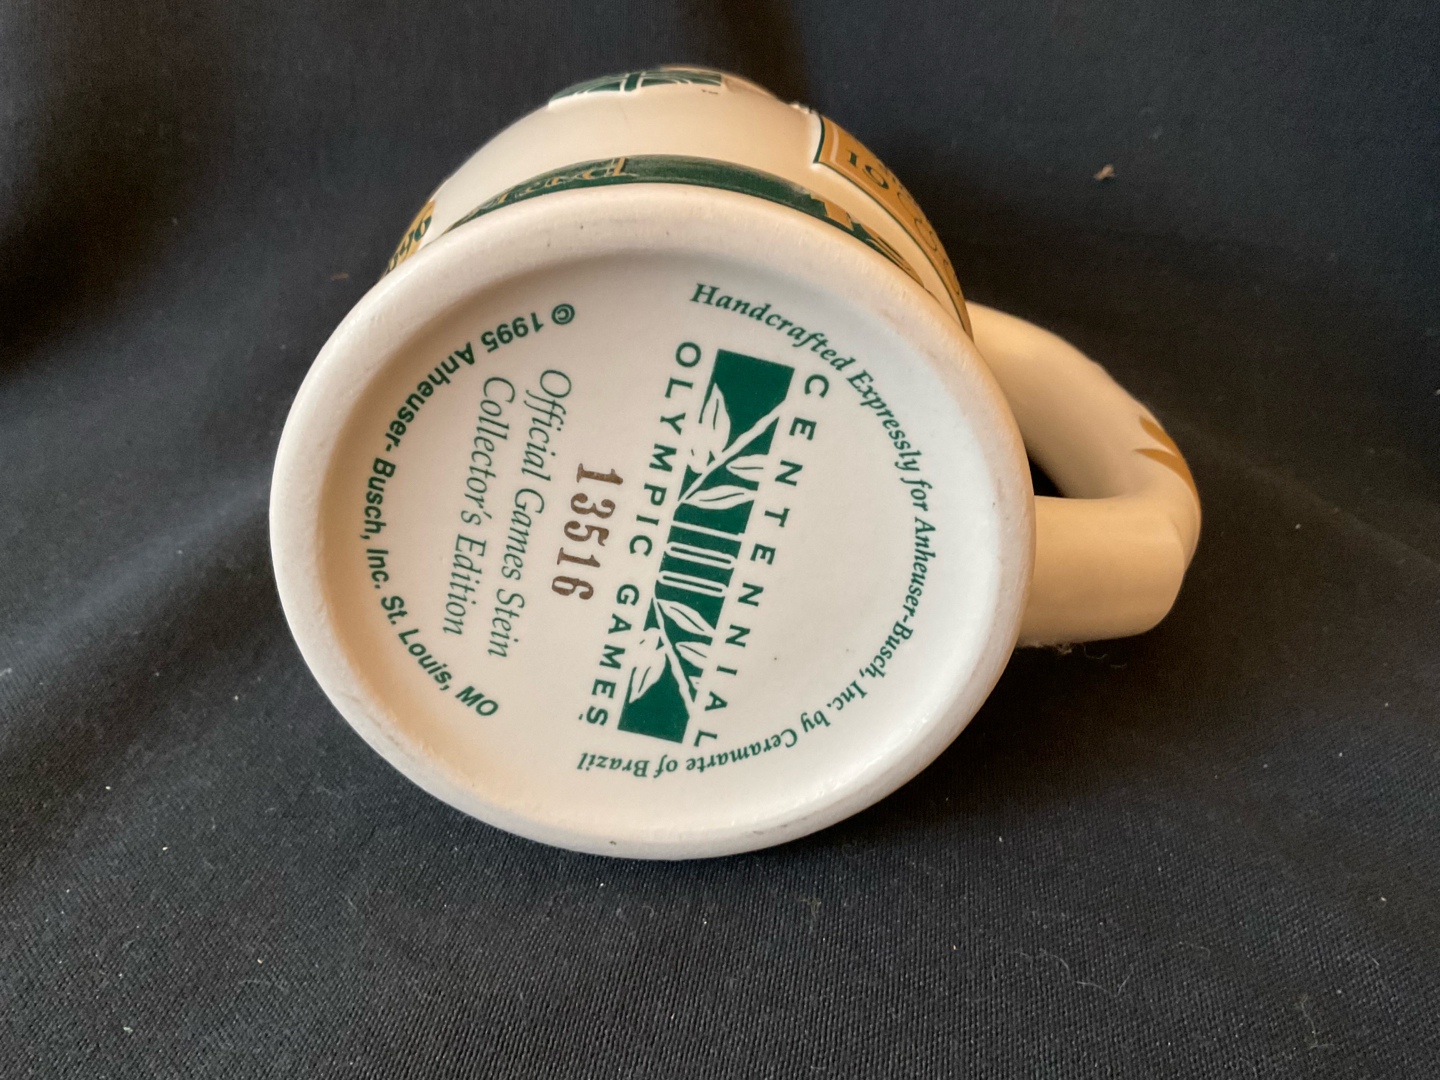 Handcrafted Expressly for Anheuser-Busch, Inc. by Ceramarte of Brazil
CENTENNIAL
OLYMPIC GAMES
13516
Official Games Stein
Collector's Edition
© 1995 Anheuser-Busch, Inc. St. Louis, MO